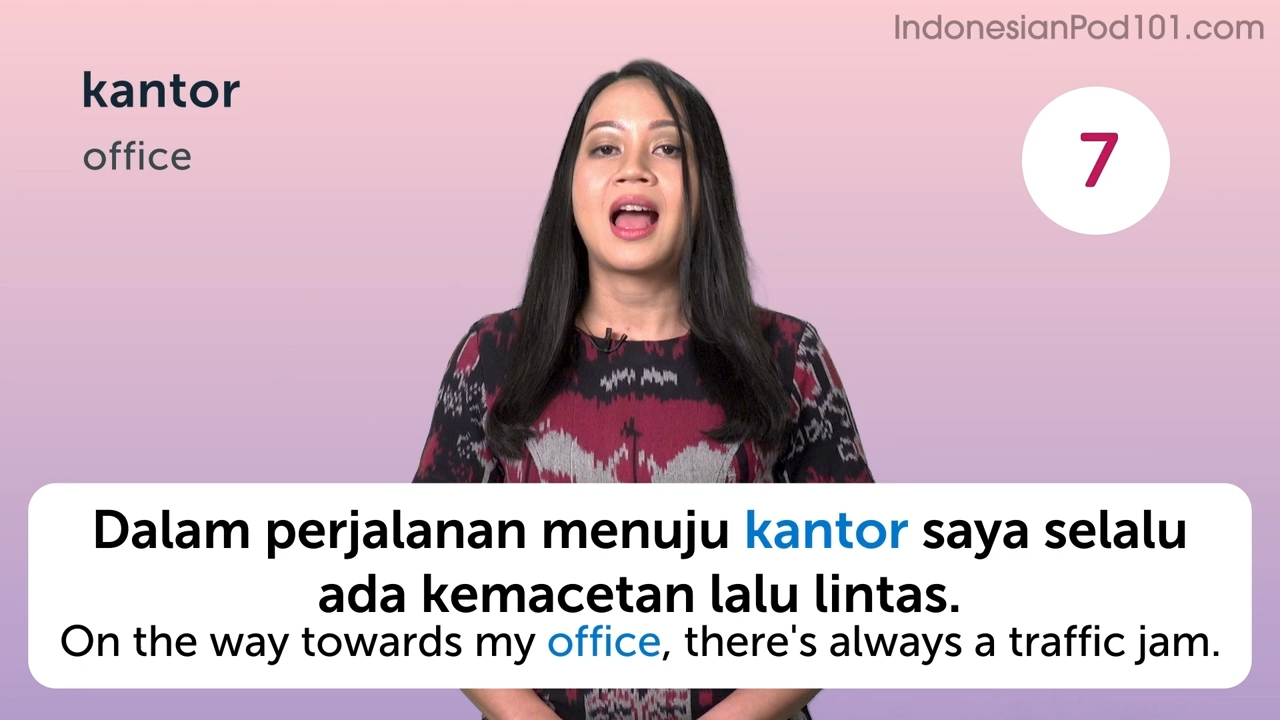 IndonesianPod101.com
kantor
office
7
Dalam perjalanan menuju kantor saya selalu
ada kemacetan lalu lintas.
On the way towards my office, there's always a traffic jam.